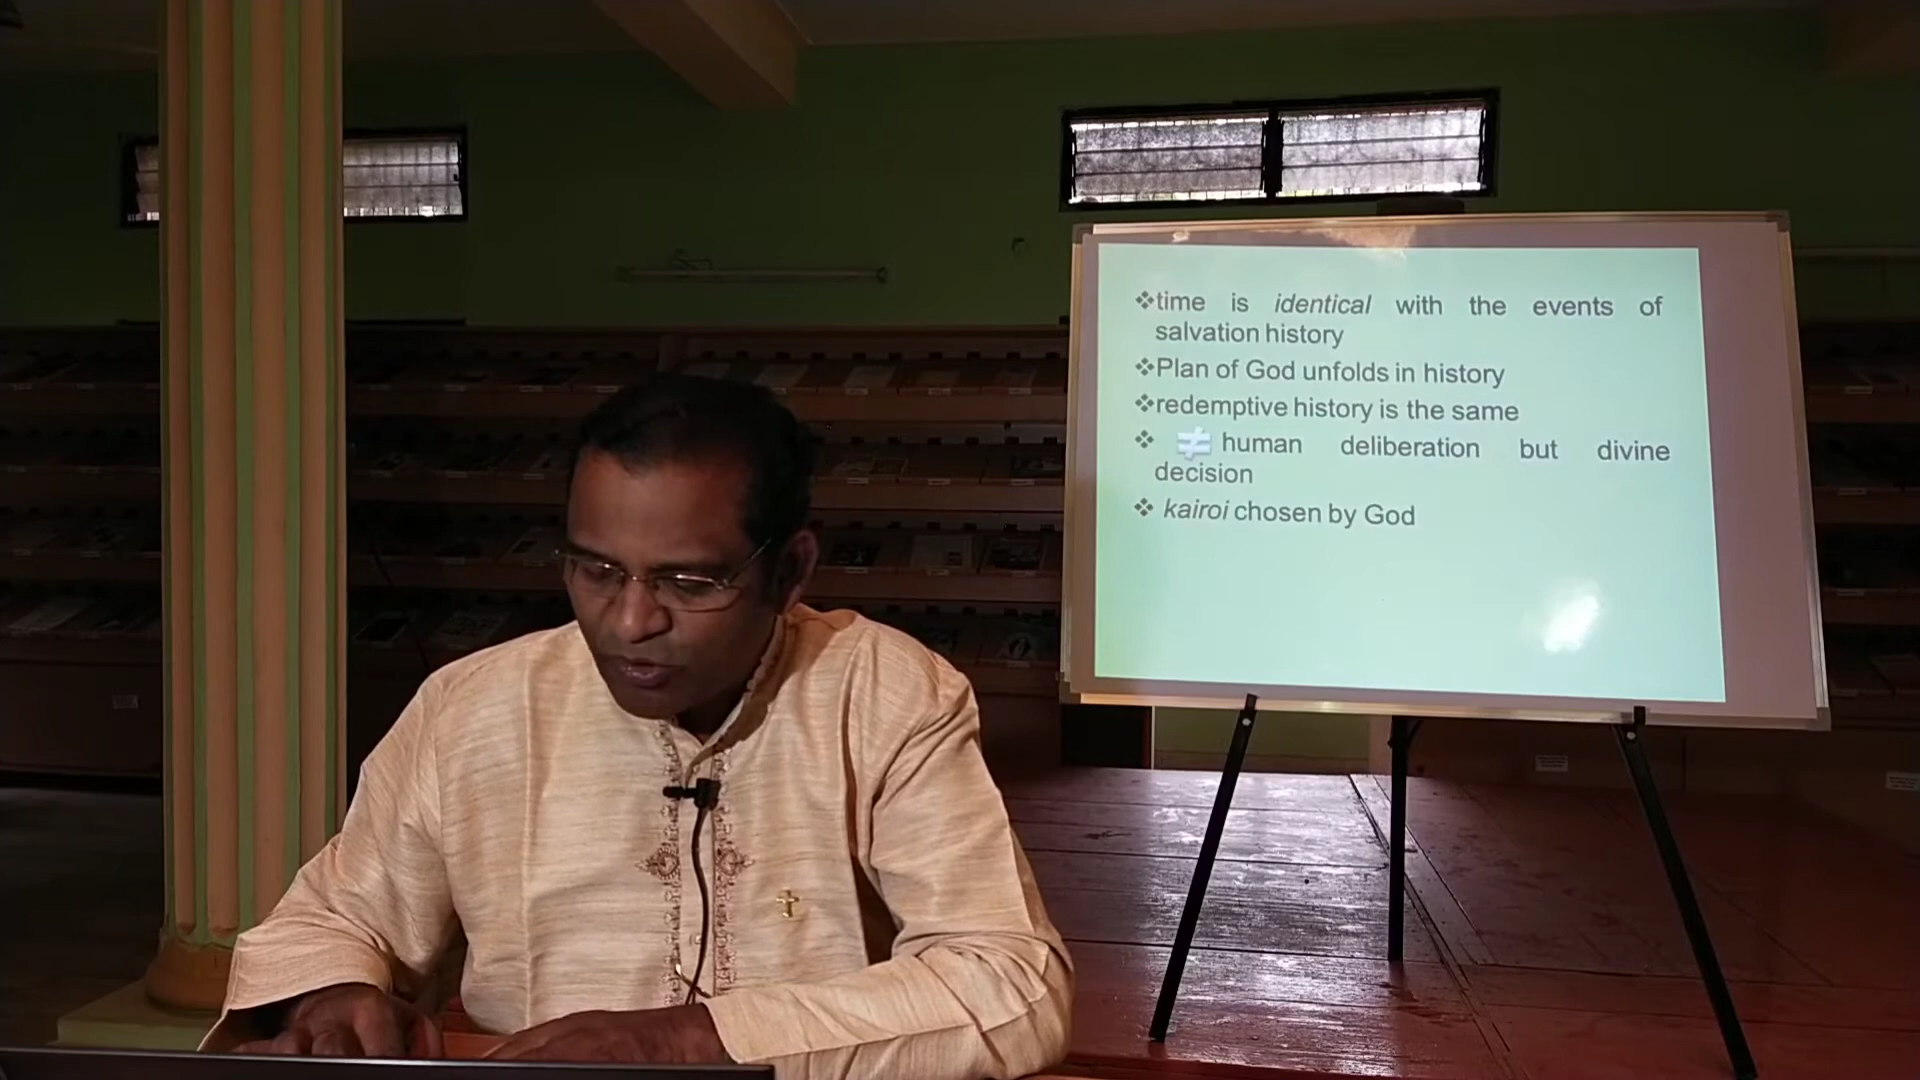 ❖time is identical with the events of
salvation history
❖Plan of God unfolds in history
❖redemptive history is the same
❖ ≠ human deliberation but divine
decision
❖ kairoi chosen by God